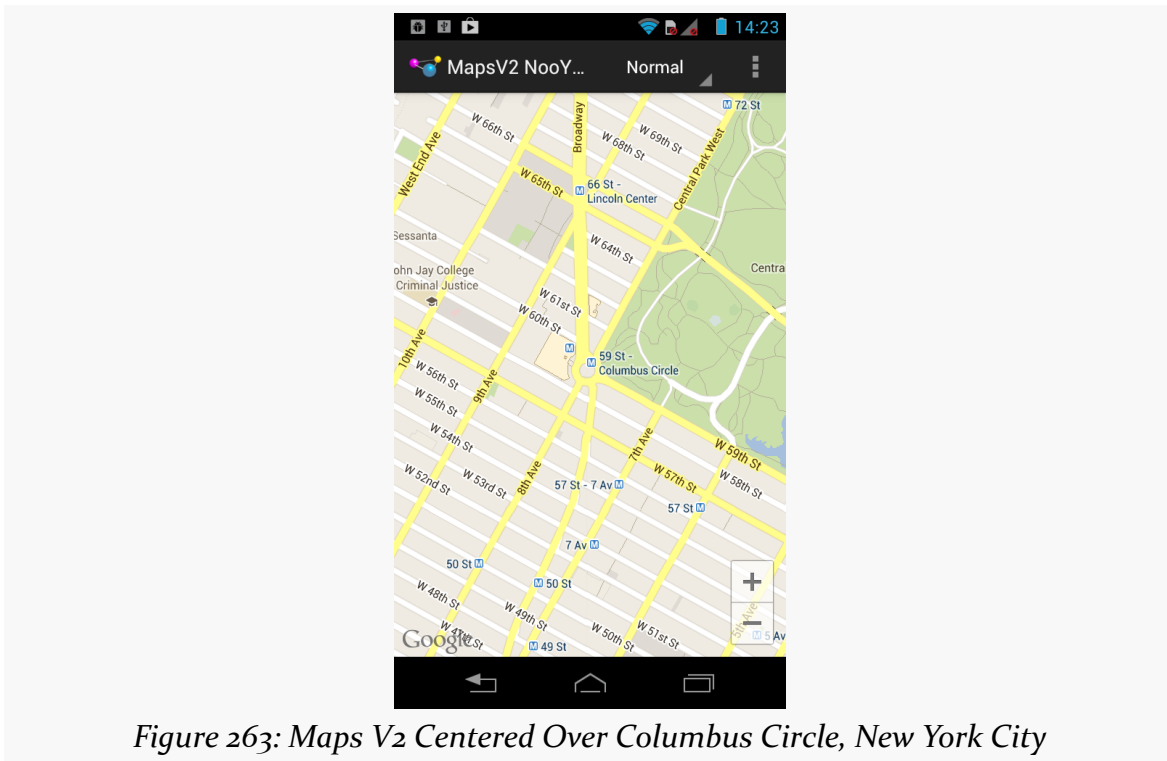 14:23
MapsV2 NooY... Normal
72 St
W 66th St
Broadway
W 69th St
W 68th St
West End Ave
Central Park West
W 65th St
66 St -
Lincoln Center
Sessanta
W 64th St
ohn Jay College
Criminal Justice
Centra
W 61st St
W 60th St
10th Ave
59 St -
Columbus Circle
W 56th St
9th Ave
W 55th St
W 54th St
7th Ave
W 59th St
W 52nd St
W 53rd St
8th Ave
57 St - 7 Av
W 57th St
W 58th St
57 St
7 Av
50 St
50 St
W 48th St
W 49th St
5th Ave
5 Av
Google
W 47th St
49 St
W 50th St
W 51st St
Figure 263: Maps V2 Centered Over Columbus Circle, New York City